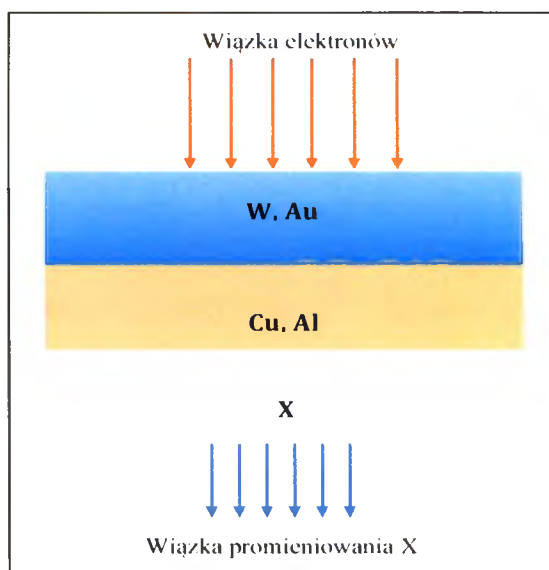 Wiązka elektronów
W, Au
Cu, Al
X
Wiązka promieniowania X